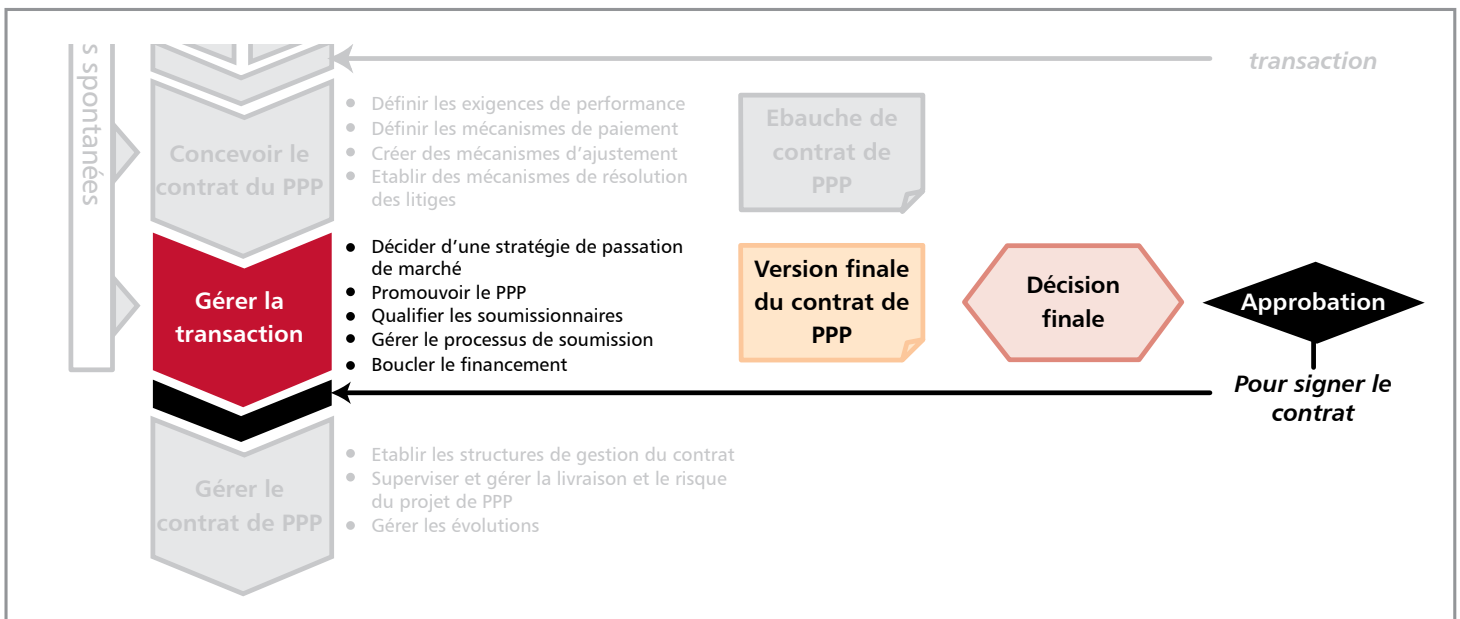 transaction
s spontanées
Concevoir le
contrat du PPP
• Définir les exigences de performance
• Définir les mécanismes de paiement
• Créer des mécanismes d'ajustement
• Etablir des mécanismes de résolution
des litiges
Ebauche de
contrat de
PPP
Gérer la
transaction
• Décider d'une stratégie de passation
de marché
• Promouvoir le PPP
• Qualifier les soumissionnaires
• Gérer le processus de soumission
• Boucler le financement
Version finale
du contrat de
PPP
Décision
finale
Approbation
Pour signer le
contrat
Gérer le
contrat de PPP
• Etablir les structures de gestion du contrat
• Superviser et gérer la livraison et le risque
du projet de PPP
• Gérer les évolutions